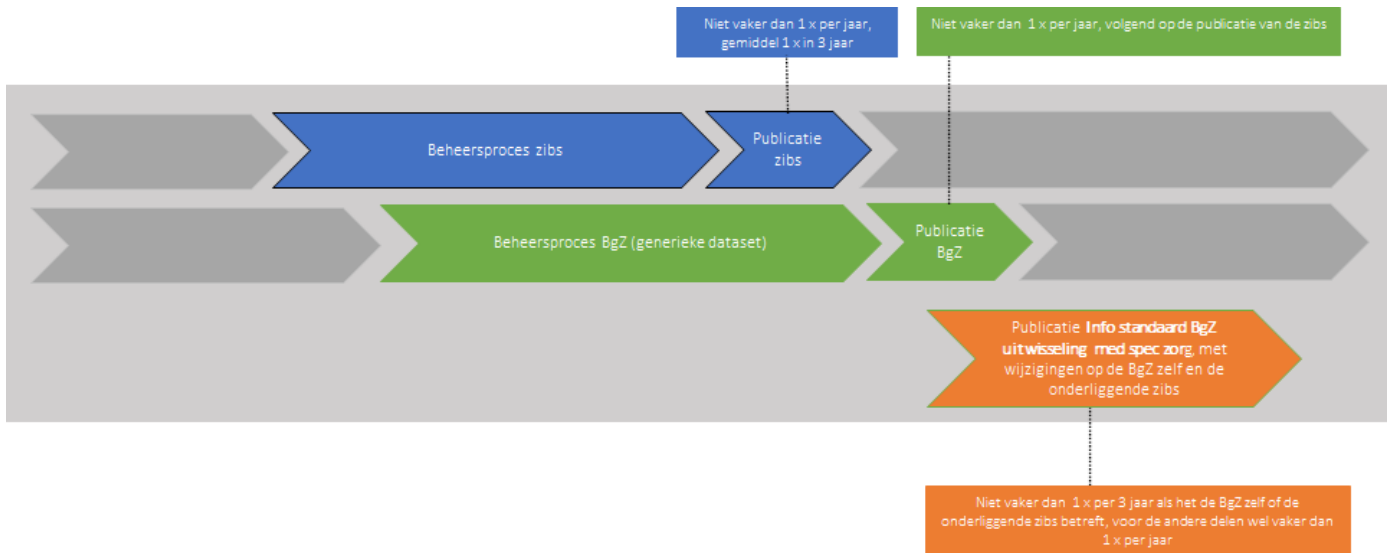 Niet vaker dan 1 x per jaar,
gemiddel 1 x in 3 jaar
Niet vaker dan 1 x per jaar, volgend op de publicatie van de zibs
Beheersproces zibs
Publicatie
zibs
Beheersproces BgZ (generieke dataset)
Publicatie
BgZ
Publicatie Info standaard BgZ
uitwisseling med spec zorg, met
wijzigingen op de BgZ zelf en de
onderliggende zibs
Niet vaker dan 1 x per 3 jaar als het de BgZ zelf of de
onderliggende zibs betreft, voor de andere delen wel vaker dan
1 x per jaar